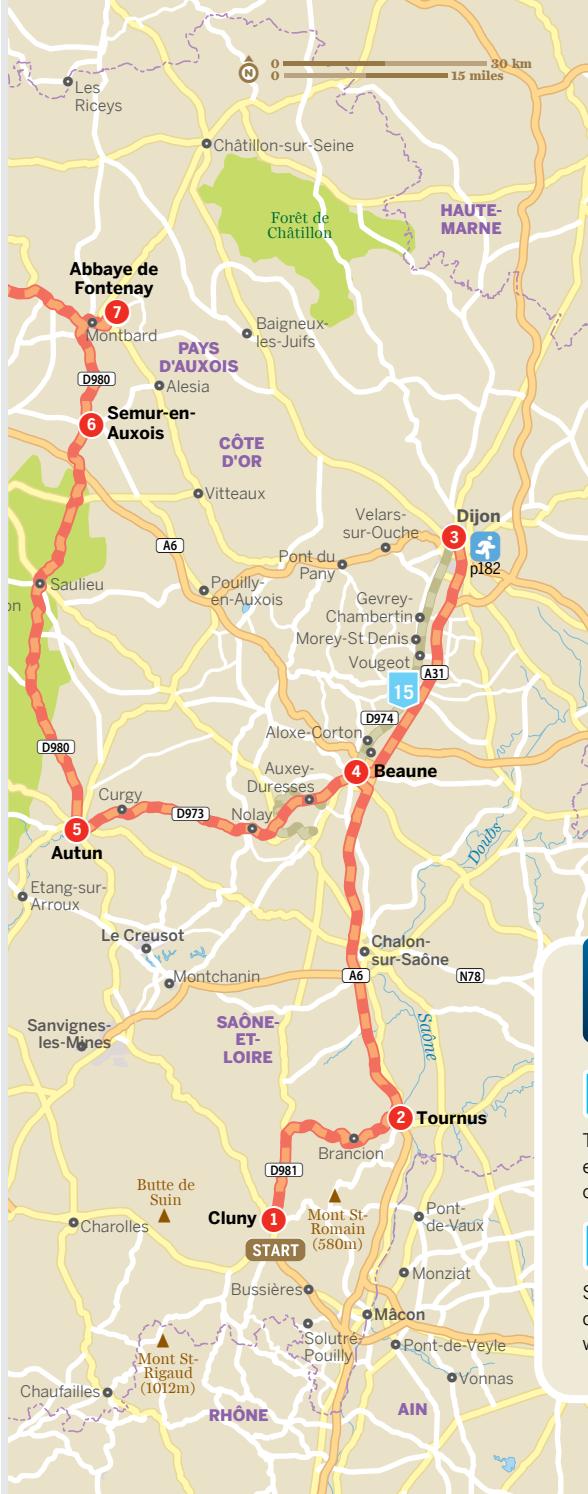 0 30 km
N
0 15 miles
Les
Riceys
Châtillon-sur-Seine
Forêt de
Châtillon
HAUTE-
MARNE
Abbaye de
Fontenay
7
Montbard
Baigneux-
les-Juifs
PAYS
D'AUXOIS
D980
Alesia
6
Semur-en-
Auxois
CÔTE
D'OR
Vitteaux
Velars-
sur-Ouche
Dijon
3
p182
A6
Pont du
Pany
Saulieu
on
Pouilly-
en-Auxois
Gevrey-
Chambertin
Morey-St Denis
Vougeot
A31
15
D974
Aloxe-Corton
D980
Auxey-
Duresses
4
Beaune
Curgy
D973
Nolay
5
Autun
Doubs
Etang-sur-
Arroux
Le Creusot
Chalon-
sur-Saône
Montchanin
A6
N78
Sanvignes-
les-Mines
SAÔNE-
ET-
LOIRE
Saône
2
Tournus
Brancion
D981
Butte de
Suin
Cluny
1
START
Mont St-
Romain
(580m)
Charolles
Pont-
de-Vaux
Monziat
Bussières
Mâcon
Solutré-
Pouilly
Pont-de-Veyle
Mont St-
Rigaud
(1012m)
Vonnas
Chaufailles
RHÔNE
AIN
T
e
c
S
c
w